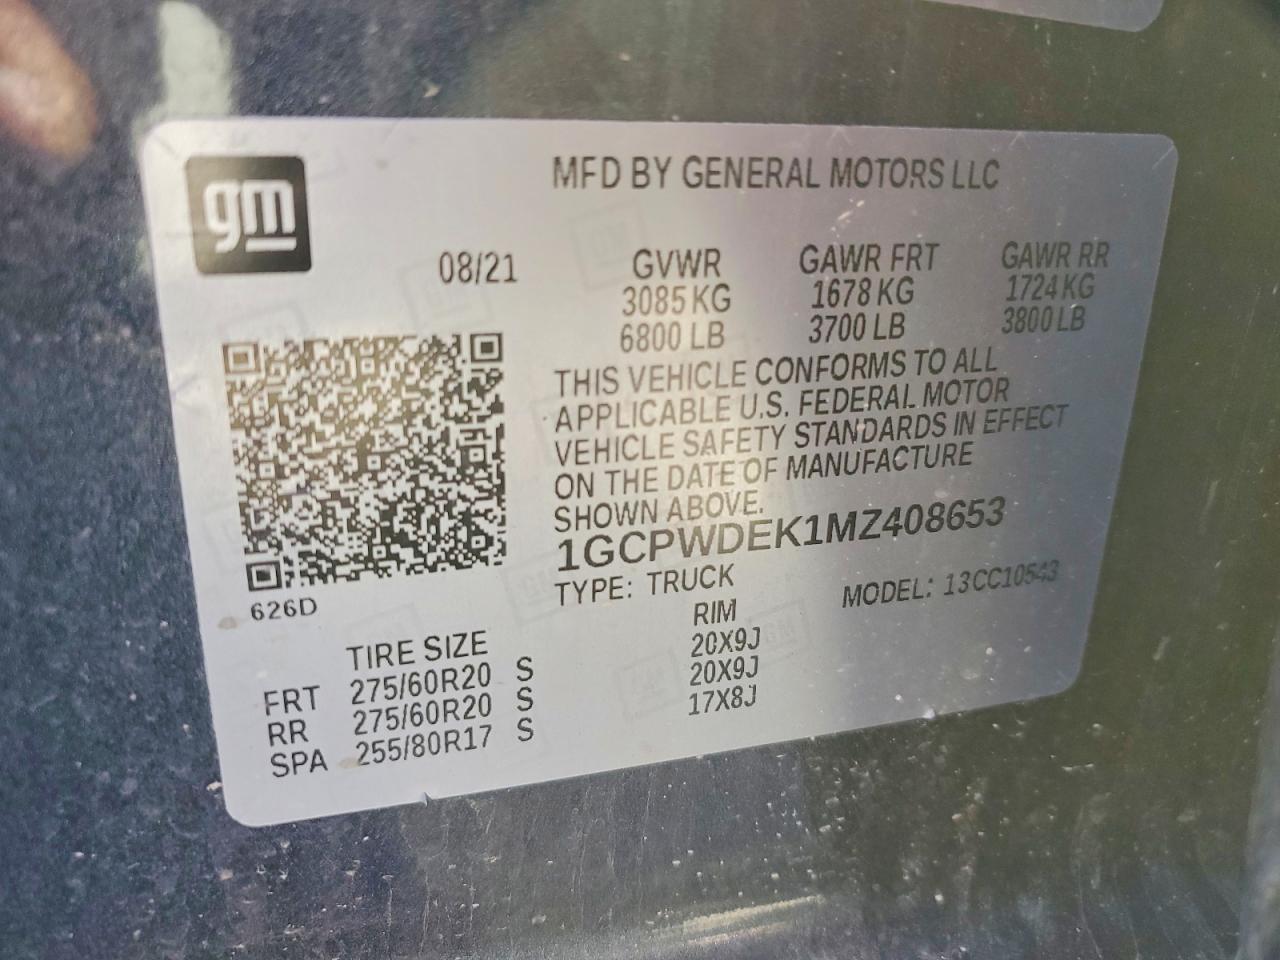 gm
MFD BY GENERAL MOTORS LLC
08/21
GVWR GAWR FRT GAWR RR
3085 KG 1678 KG 1724 KG
6800 LB 3700 LB 3800 LB
THIS VEHICLE CONFORMS TO ALL
APPLICABLE U.S. FEDERAL MOTOR
VEHICLE SAFETY STANDARDS IN EFFECT
ON THE DATE OF MANUFACTURE
SHOWN ABOVE.
1GCPWDEK1MZ408653
TYPE: TRUCK MODEL: 13CC10543
626D
TIRE SIZE RIM
FRT 275/60R20 S 20X9J
RR 275/60R20 S 20X9J
SPA 255/80R17 S 17X8J